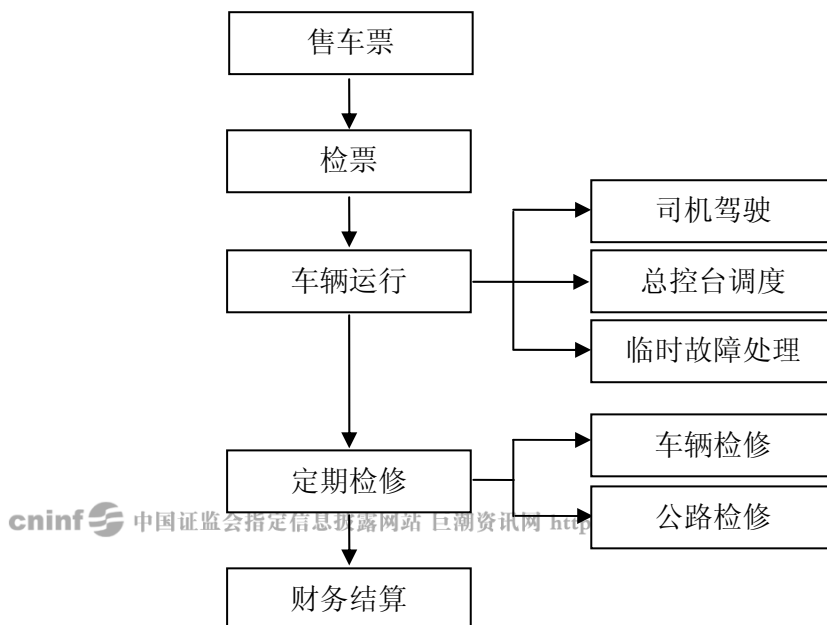 售车票
检票
司机驾驶
车辆运行
总控台调度
临时故障处理
车辆检修
定期检修
公路检修
cninf 中国证监会指定信息披露网站 巨潮资讯网 http
财务结算